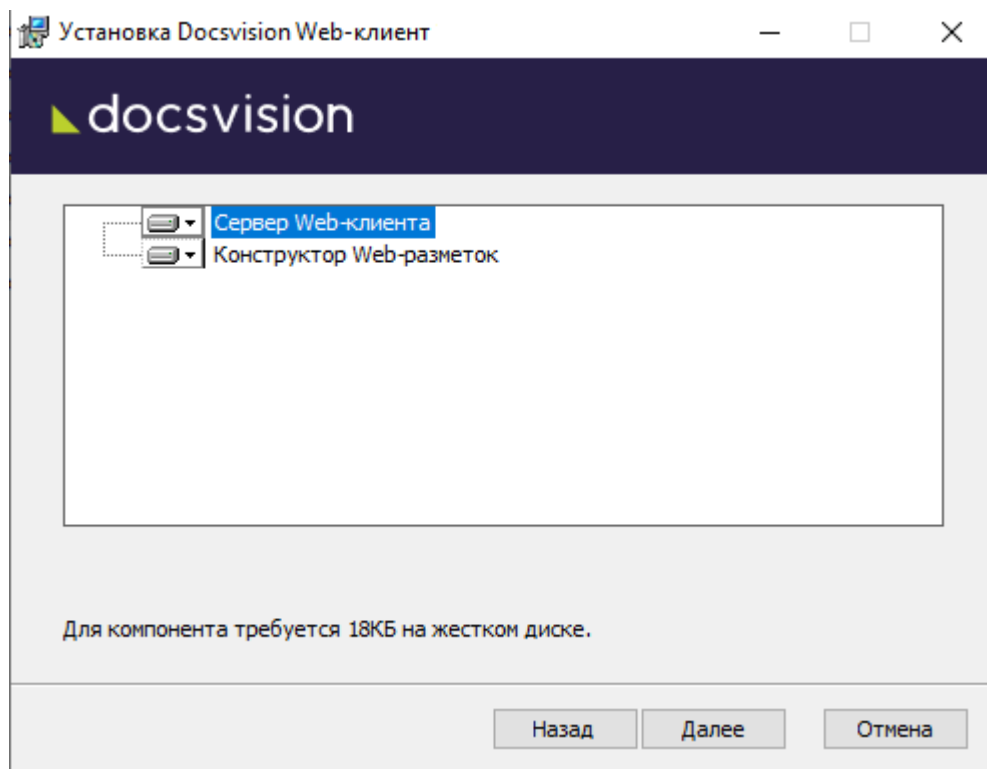 Установка Docsvision Web-клиент
docsvision
Сервер Web-клиента
Конструктор Web-разметок
Для компонента требуется 18КБ на жестком диске.
Назад Далее Отмена